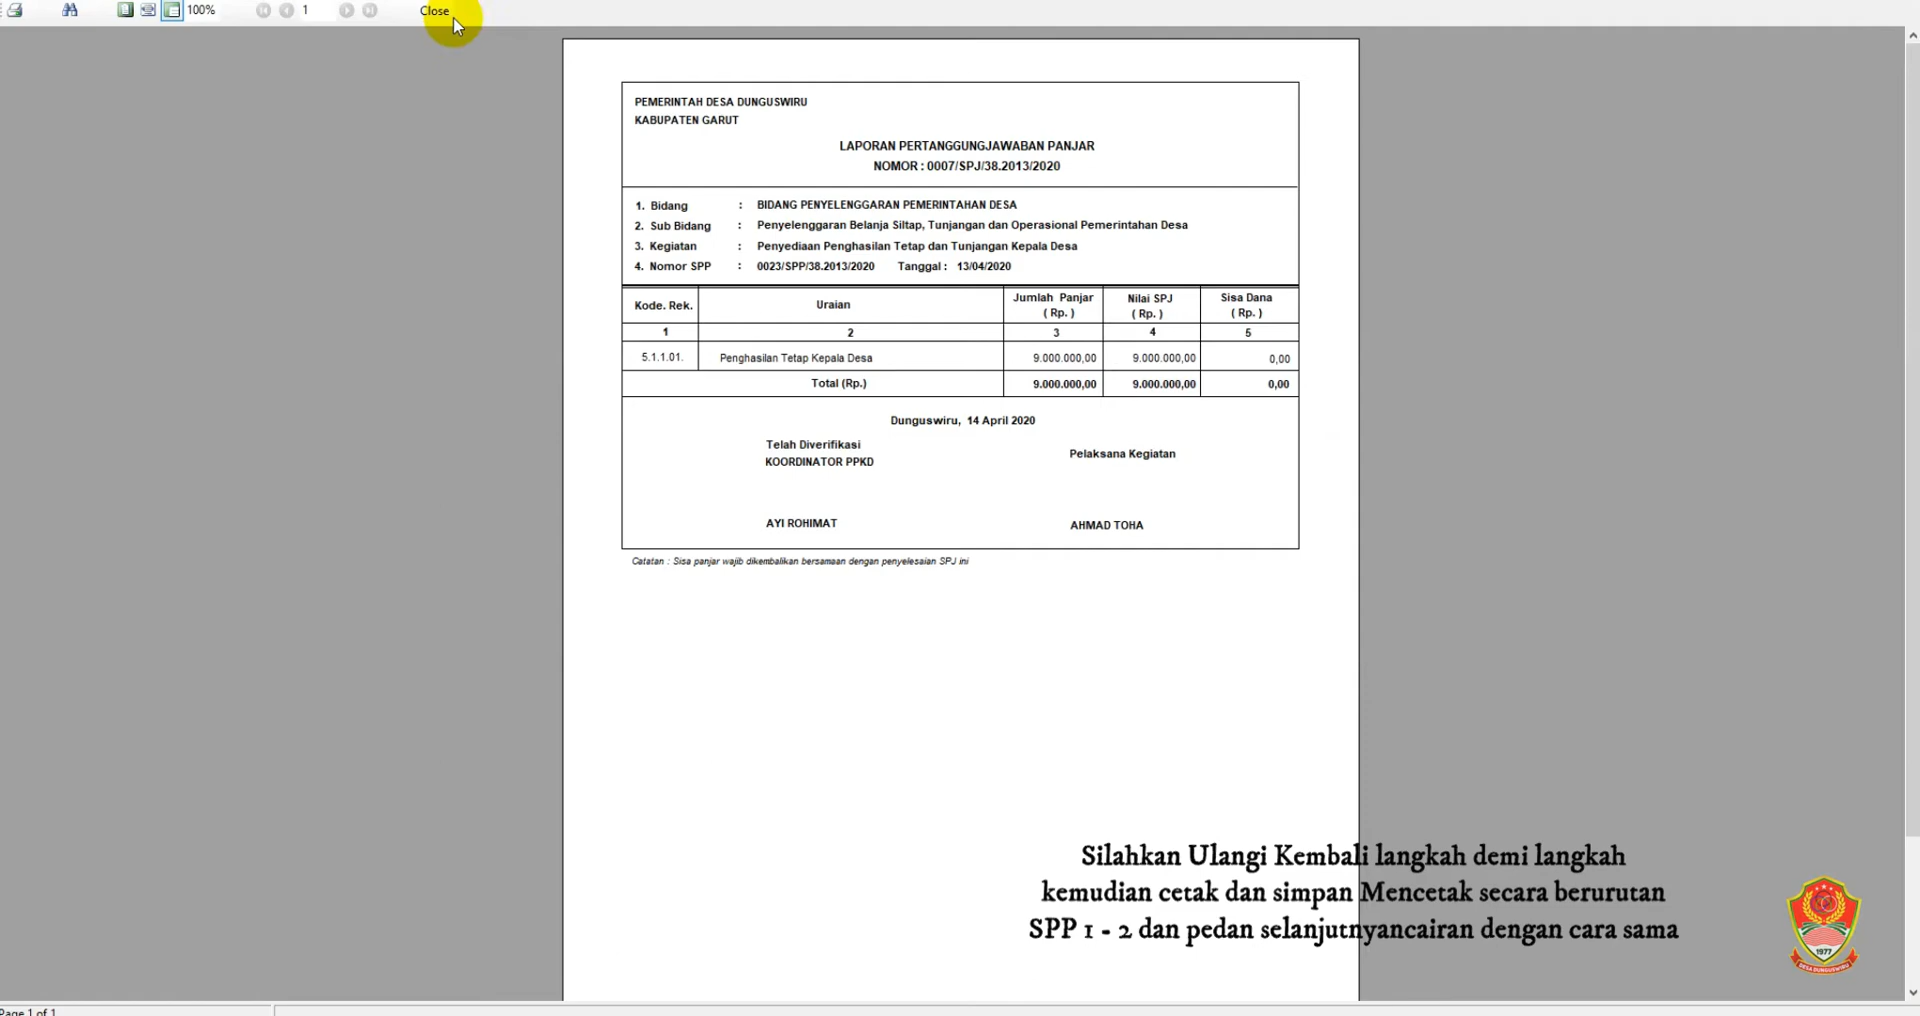 100%
1
Close
PEMERINTAH DESA DUNGUSWIRU
KABUPATEN GARUT
LAPORAN PERTANGGUNGJAWABAN PANJAR
NOMOR : 0007/SPJ/38.2013/2020
1. Bidang : BIDANG PENYELENGGARAN PEMERINTAHAN DESA
2. Sub Bidang : Penyelenggaran Belanja Siltap, Tunjangan dan Operasional Pemerintahan Desa
3. Kegiatan : Penyediaan Penghasilan Tetap dan Tunjangan Kepala Desa
4. Nomor SPP : 0023/SPP/38.2013/2020 Tanggal : 13/04/2020
Kode. Rek. Uraian Jumlah Panjar ( Rp. ) Nilai SPJ ( Rp. ) Sisa Dana ( Rp. )
1 2 3 4 5
5.1.1.01. Penghasilan Tetap Kepala Desa 9.000.000,00 9.000.000,00 0,00
Total (Rp.) 9.000.000,00 9.000.000,00 0,00
Dunguswiru, 14 April 2020
Telah Diverifikasi
KOORDINATOR PPKD
Pelaksana Kegiatan
AYI ROHIMAT
AHMAD TOHA
Catatan : Sisa panjar wajib dikembalikan bersamaan dengan penyelesaian SPJ ini
Silahkan Ulangi Kembali langkah demi langkah
kemudian cetak dan simpan Mencetak secara berurutan
SPP 1 - 2 dan pedan selanjutnyancairan dengan cara sama
1977
DESA DUNGUSWIRU
Page 1 of 1